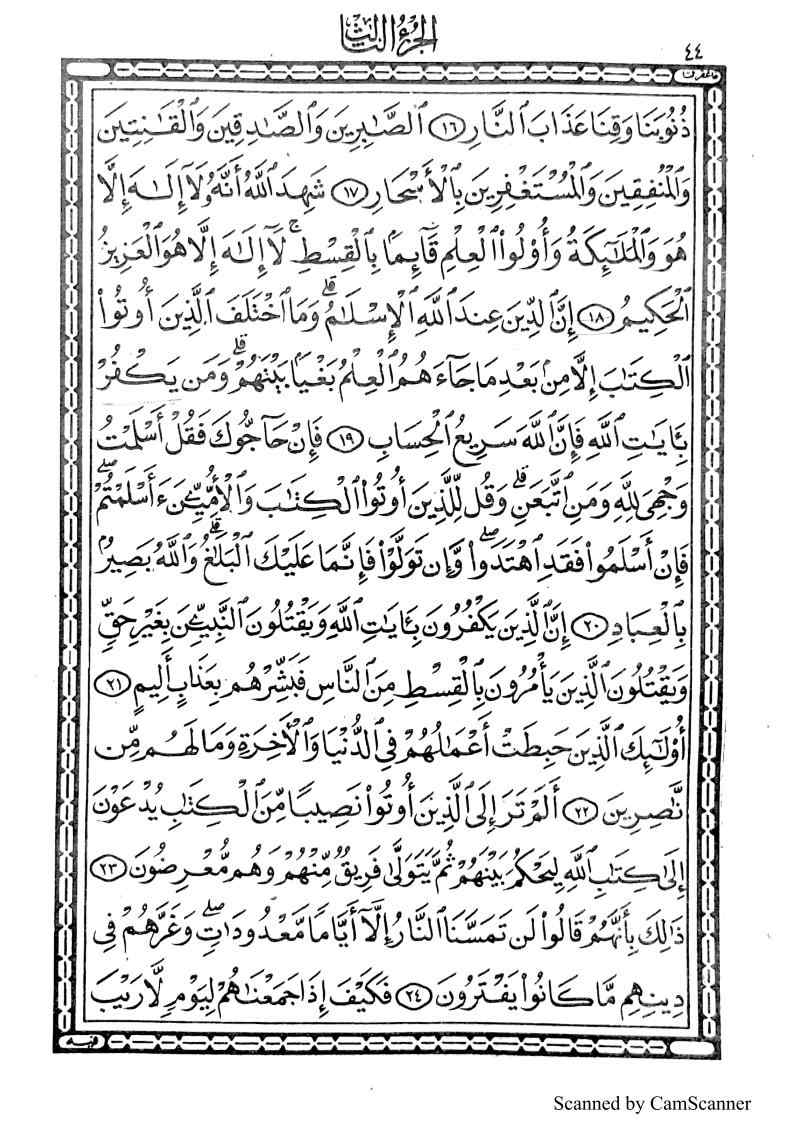 الجزء الثالث
٤٤
فاغفر لنا
ذُنُوبَنَا وَقِنَا عَذَابَ ٱلنَّارِ ١٦ ٱلصَّٰبِرِينَ وَٱلصَّٰدِقِينَ وَٱلْقَٰنِتِينَ
وَٱلْمُنفِقِينَ وَٱلْمُسْتَغْفِرِينَ بِٱلْأَسْحَارِ ١٧ شَهِدَ ٱللَّهُ أَنَّهُۥ لَآ إِلَٰهَ إِلَّا
هُوَ وَٱلْمَلَٰٓئِكَةُ وَأُو۟لُوا۟ ٱلْعِلْمِ قَآئِمًۢا بِٱلْقِسْطِ ۚ لَآ إِلَٰهَ إِلَّا هُوَ ٱلْعَزِيزُ
ٱلْحَكِيمُ ١٨ إِنَّ ٱلدِّينَ عِندَ ٱللَّهِ ٱلْإِسْلَٰمُ ۗ وَمَا ٱخْتَلَفَ ٱلَّذِينَ أُوتُوا۟
ٱلْكِتَٰبَ إِلَّا مِنۢ بَعْدِ مَا جَآءَهُمُ ٱلْعِلْمُ بَغْيًۢا بَيْنَهُمْ ۗ وَمَن يَكْفُرْ
بِـَٔايَٰتِ ٱللَّهِ فَإِنَّ ٱللَّهَ سَرِيعُ ٱلْحِسَابِ ١٩ فَإِنْ حَآجُّوكَ فَقُلْ أَسْلَمْتُ
وَجْهِىَ لِلَّهِ وَمَنِ ٱتَّبَعَنِ ۗ وَقُل لِّلَّذِينَ أُوتُوا۟ ٱلْكِتَٰبَ وَٱلْأُمِّيِّۦنَ ءَأَسْلَمْتُمْ ۚ
فَإِنْ أَسْلَمُوا۟ فَقَدِ ٱهْتَدَوا۟ ۖ وَّإِن تَوَلَّوْا۟ فَإِنَّمَا عَلَيْكَ ٱلْبَلَٰغُ ۗ وَٱللَّهُ بَصِيرٌۢ
بِٱلْعِبَادِ ٢٠ إِنَّ ٱلَّذِينَ يَكْفُرُونَ بِـَٔايَٰتِ ٱللَّهِ وَيَقْتُلُونَ ٱلنَّبِيِّۦنَ بِغَيْرِ حَقٍّ
وَيَقْتُلُونَ ٱلَّذِينَ يَأْمُرُونَ بِٱلْقِسْطِ مِنَ ٱلنَّاسِ فَبَشِّرْهُم بِعَذَابٍ أَلِيمٍ ٢١
أُو۟لَٰٓئِكَ ٱلَّذِينَ حَبِطَتْ أَعْمَٰلُهُمْ فِى ٱلدُّنْيَا وَٱلْأَخِرَةِ وَمَا لَهُم مِّن
نَّٰصِرِينَ ٢٢ أَلَمْ تَرَ إِلَى ٱلَّذِينَ أُوتُوا۟ نَصِيبًا مِّنَ ٱلْكِتَٰبِ يُدْعَوْنَ
إِلَىٰ كِتَٰبِ ٱللَّهِ لِيَحْكُمَ بَيْنَهُمْ ثُمَّ يَتَوَلَّىٰ فَرِيقٌ مِّنْهُمْ وَهُم مُّعْرِضُونَ ٢٣
ذَٰلِكَ بِأَنَّهُمْ قَالُوا۟ لَن تَمَسَّنَا ٱلنَّارُ إِلَّآ أَيَّامًا مَّعْدُودَٰتٍ ۖ وَغَرَّهُمْ فِى
دِينِهِم مَّا كَانُوا۟ يَفْتَرُونَ ٢٤ فَكَيْفَ إِذَا جَمَعْنَٰهُمْ لِيَوْمٍ لَّا رَيْبَ
فيه
Scanned by CamScanner